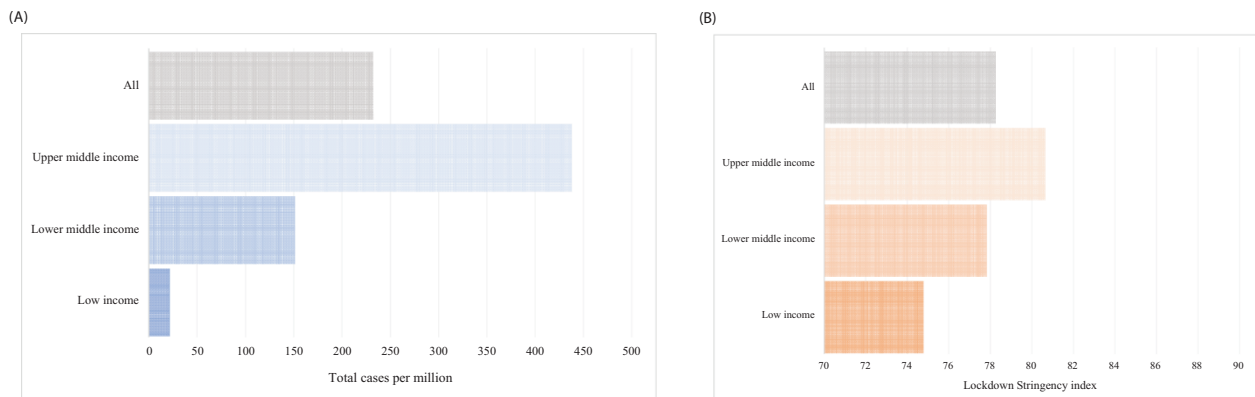 (A)
All
Upper middle income
Lower middle income
Low income
0 50 100 150 200 250 300 350 400 450 500
Total cases per million
(B)
All
Upper middle income
Lower middle income
Low income
70 72 74 76 78 80 82 84 86 88 90
Lockdown Stringency index